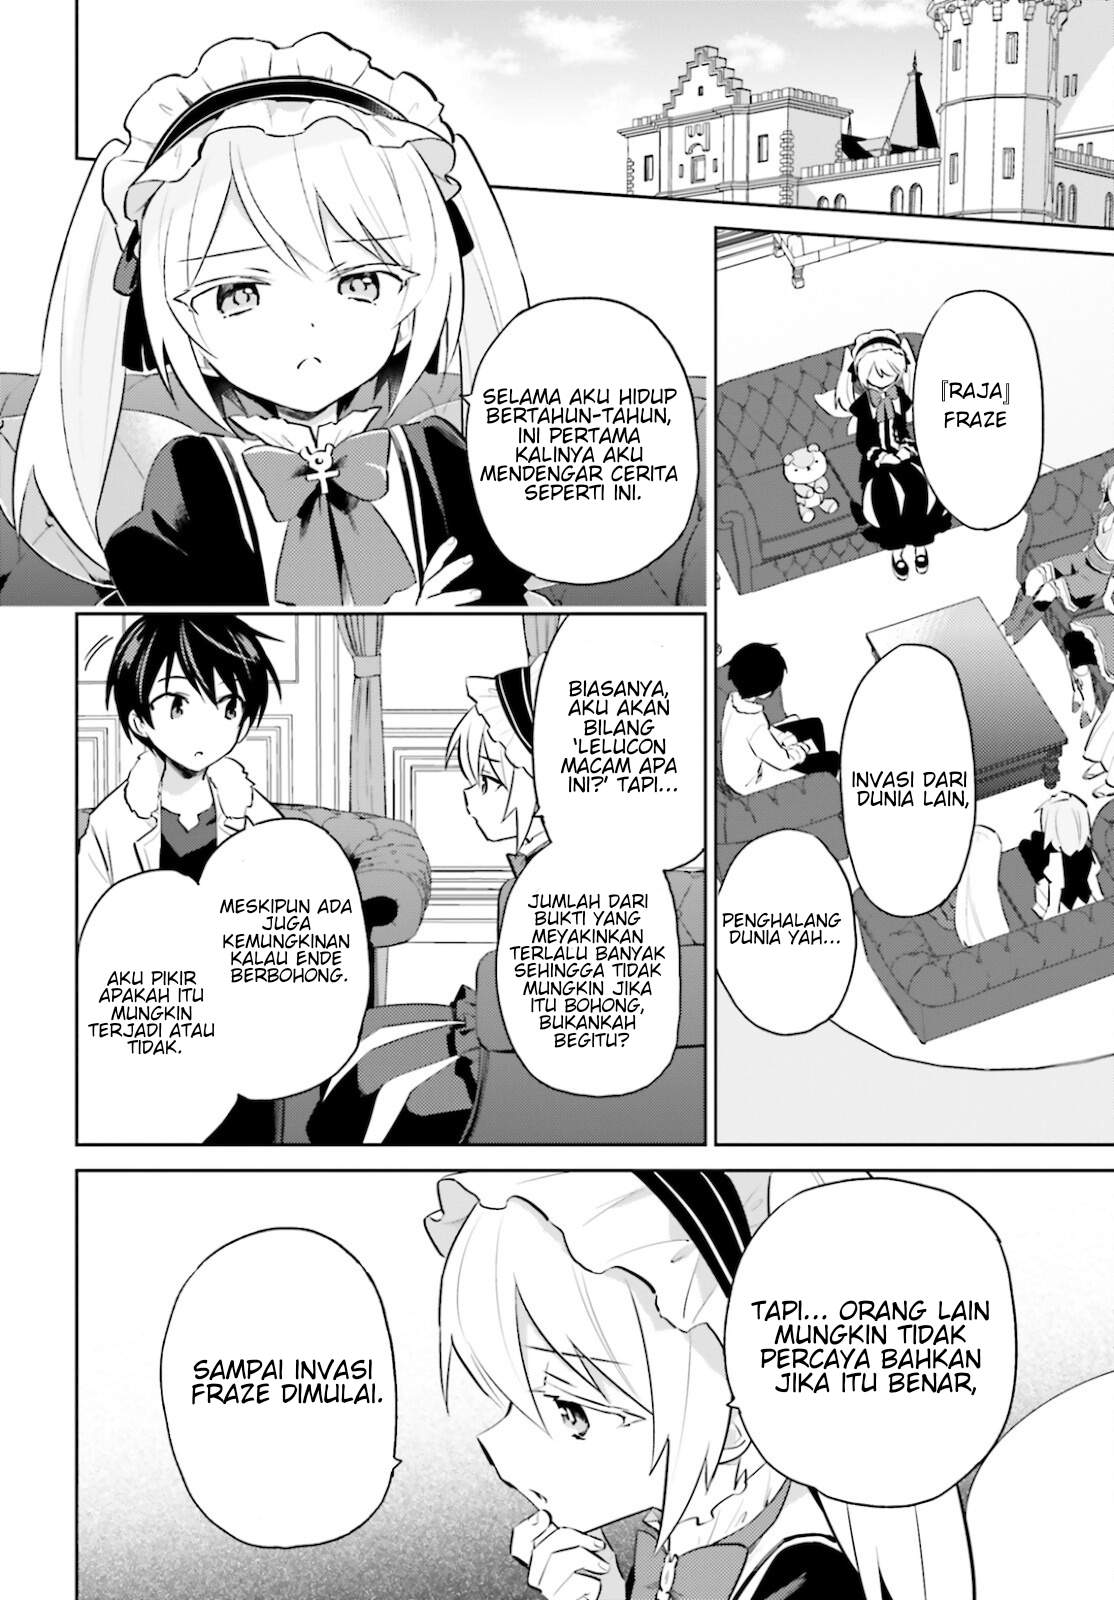 『RAJA』
FRAZE
INVASI DARI
DUNIA LAIN,
PENGHALANG
DUNIA YAH...
SELAMA AKU HIDUP
BERTAHUN-TAHUN,
INI PERTAMA
KALINYA AKU
MENDENGAR CERITA
SEPERTI INI.
BIASANYA,
AKU AKAN
BILANG
'LELUCON
MACAM APA
INI?' TAPI...
JUMLAH DARI
BUKTI YANG
MEYAKINKAN
TERLALU BANYAK
SEHINGGA TIDAK
MUNGKIN JIKA
ITU BOHONG,
BUKANKAH
BEGITU?
MESKIPUN ADA
JUGA
KEMUNGKINAN
KALAU ENDE
BERBOHONG.
AKU PIKIR
APAKAH ITU
MUNGKIN
TERJADI ATAU
TIDAK.
TAPI... ORANG LAIN
MUNGKIN TIDAK
PERCAYA BAHKAN
JIKA ITU BENAR,
SAMPAI INVASI
FRAZE DIMULAI.